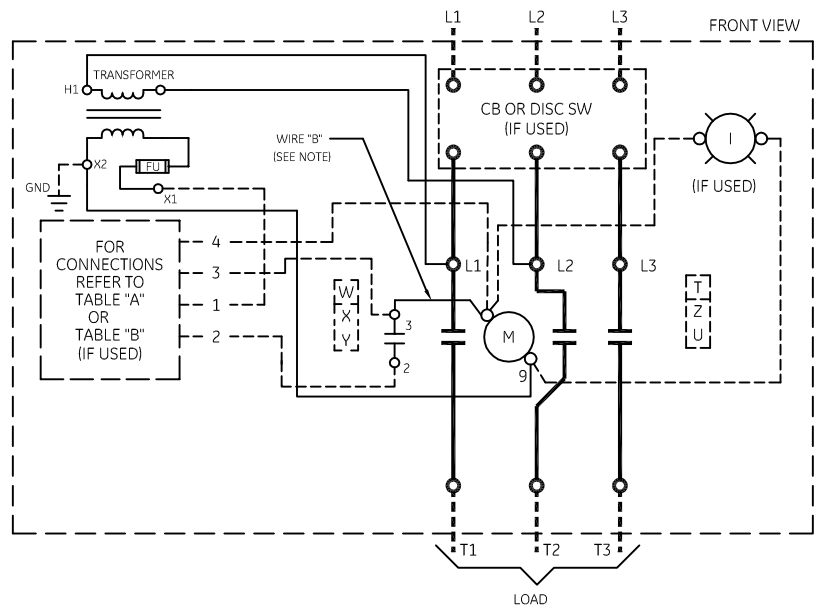 L1 L2 L3
FRONT VIEW
TRANSFORMER
H1
CB OR DISC SW
(IF USED)
WIRE "B"
(SEE NOTE)
I
(IF USED)
X2
FU
GND
X1
FOR
CONNECTIONS
REFER TO
TABLE "A"
OR
TABLE "B"
(IF USED)
4
3
1
2
L1 L2 L3
W
X
Y
T
Z
U
3
2
M
9
T1 T2 T3
LOAD